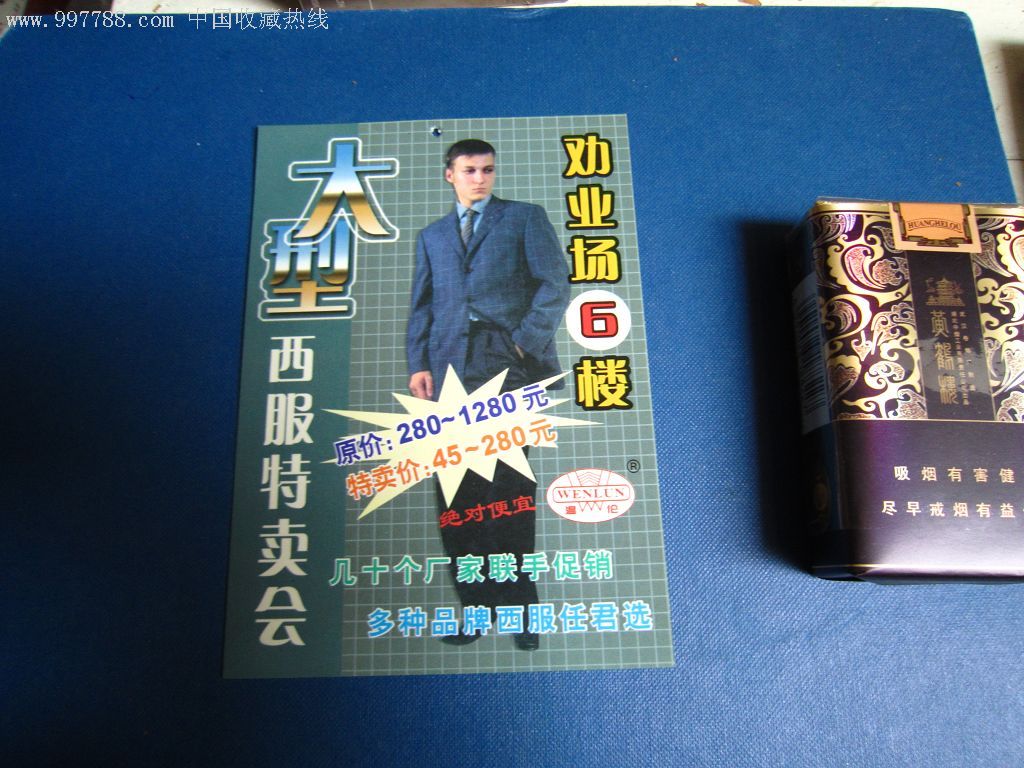 www.997788.com 中国收藏热线
大型
西服特卖会
劝业场6楼
原价：280~1280元
特卖价：45~280元
绝对便宜
®
WENLUN
温伦
几十个厂家联手促销
多种品牌西服任君选
HUANGHELOU
黄鹤楼
吸烟有害健
尽早戒烟有益